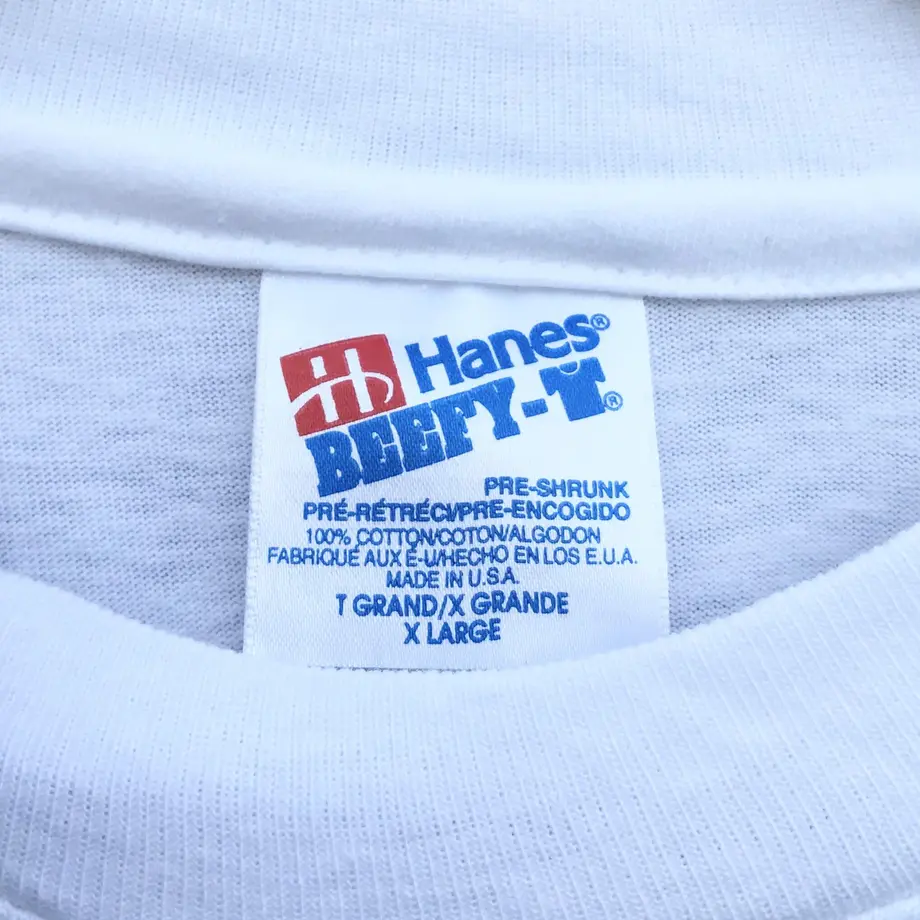 Hanes®
BEEFY-T®
PRE-SHRUNK
PRÉ-RÉTRÉCI/PRE-ENCOGIDO
100% COTTON/COTON/ALGODON
FABRIQUÉ AUX É-U/HECHO EN LOS E.U.A.
MADE IN U.S.A.
T GRAND/X GRANDE
X LARGE